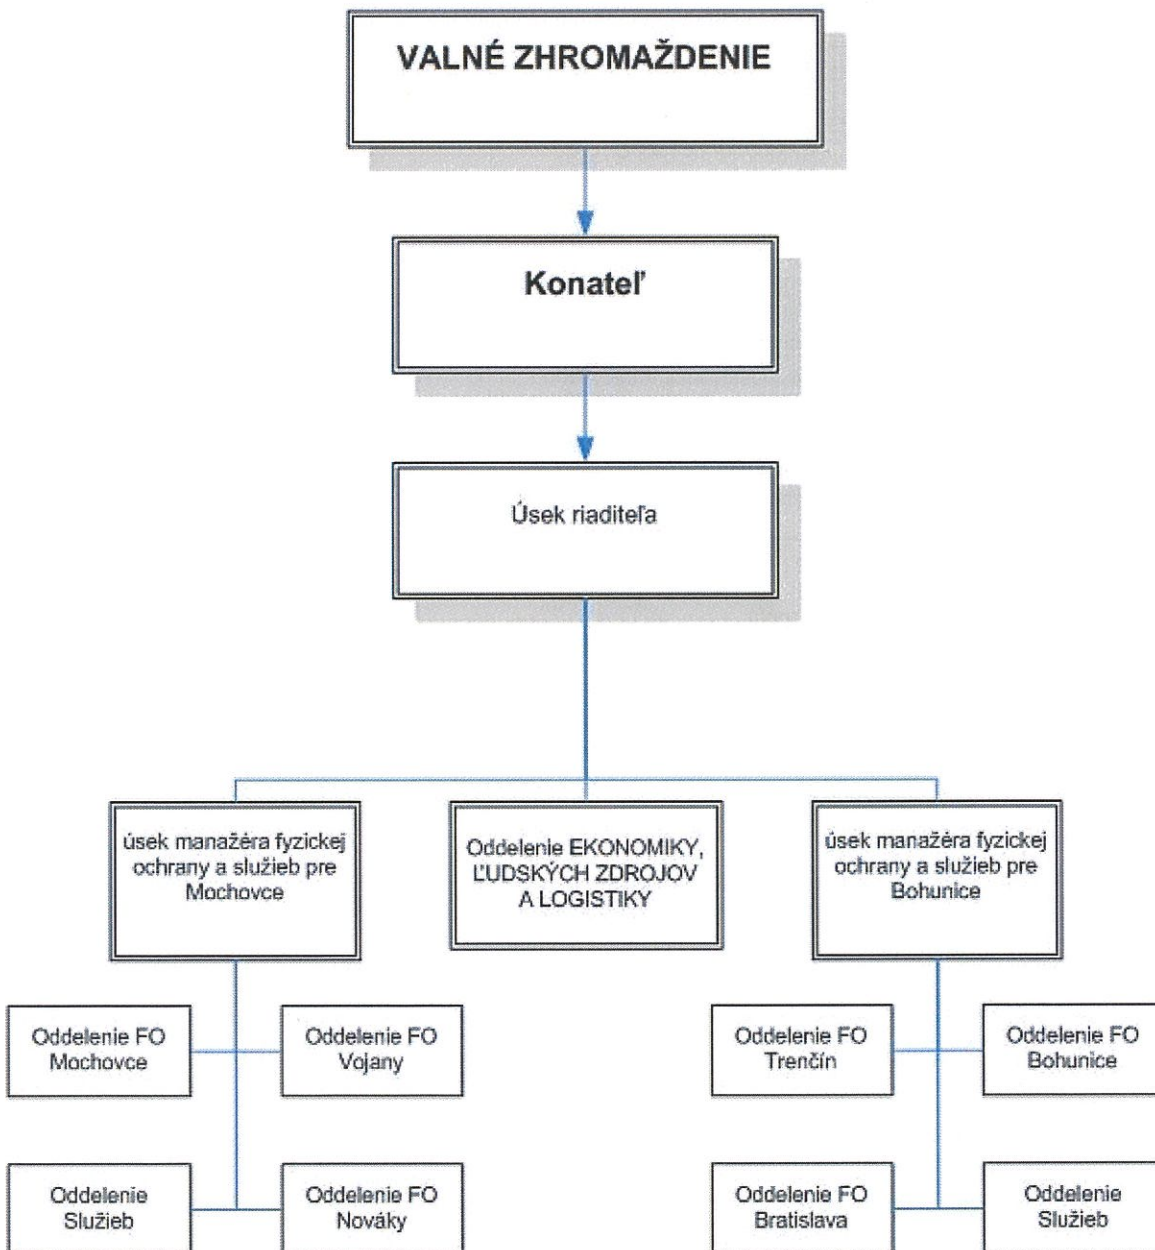 VALNÉ ZHROMAŽDENIE
Konateľ
Úsek riaditeľa
úsek manažéra fyzickej
ochrany a služieb pre
Mochovce
Oddelenie EKONOMIKY,
ĽUDSKÝCH ZDROJOV
A LOGISTIKY
úsek manažéra fyzickej
ochrany a služieb pre
Bohunice
Oddelenie FO
Mochovce
Oddelenie FO
Vojany
Oddelenie FO
Trenčín
Oddelenie FO
Bohunice
Oddelenie
Služieb
Oddelenie FO
Nováky
Oddelenie FO
Bratislava
Oddelenie
Služieb